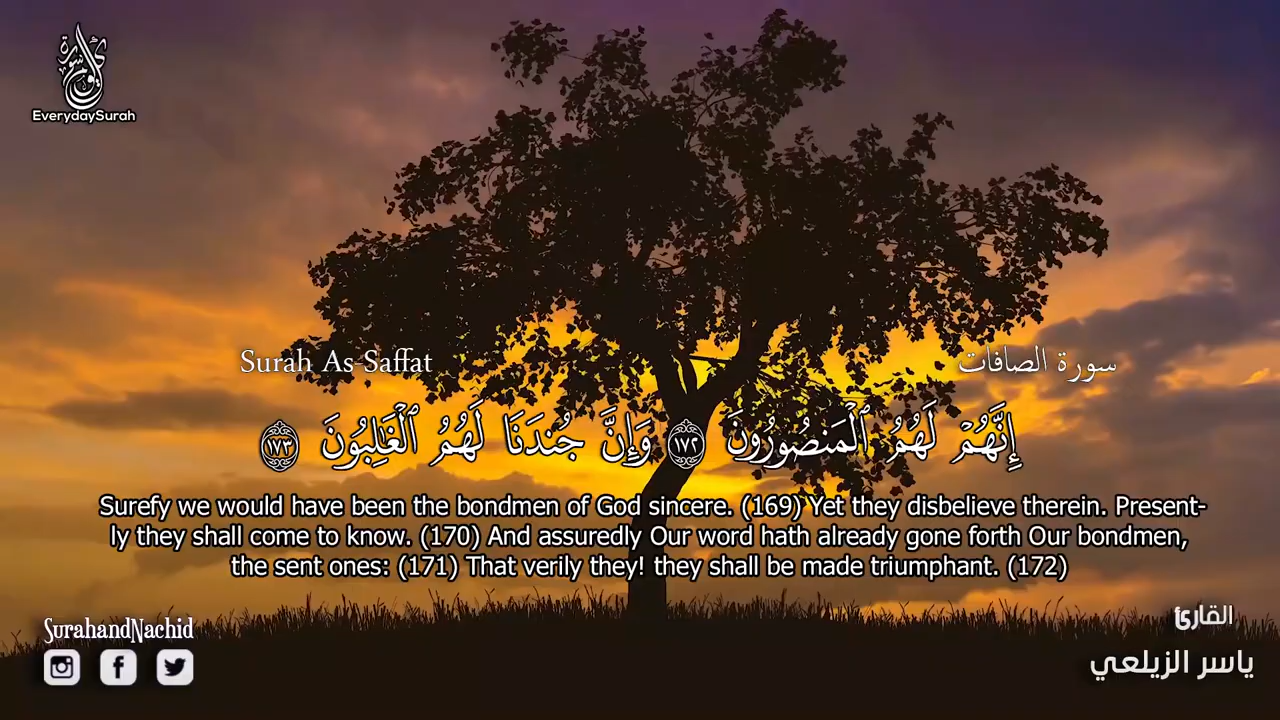 EverydaySurah
Surah As-Saffat
سورة الصافات
إِنَّهُمْ لَهُمُ ٱلْمَنصُورُونَ ١٧٢ وَإِنَّ جُندَنَا لَهُمُ ٱلْغَٰلِبُونَ ١٧٣
Surefy we would have been the bondmen of God sincere. (169) Yet they disbelieve therein. Present-
ly they shall come to know. (170) And assuredly Our word hath already gone forth Our bondmen,
the sent ones: (171) That verily they! they shall be made triumphant. (172)
SurahandNachid
القارئ
ياسر الزيلعي